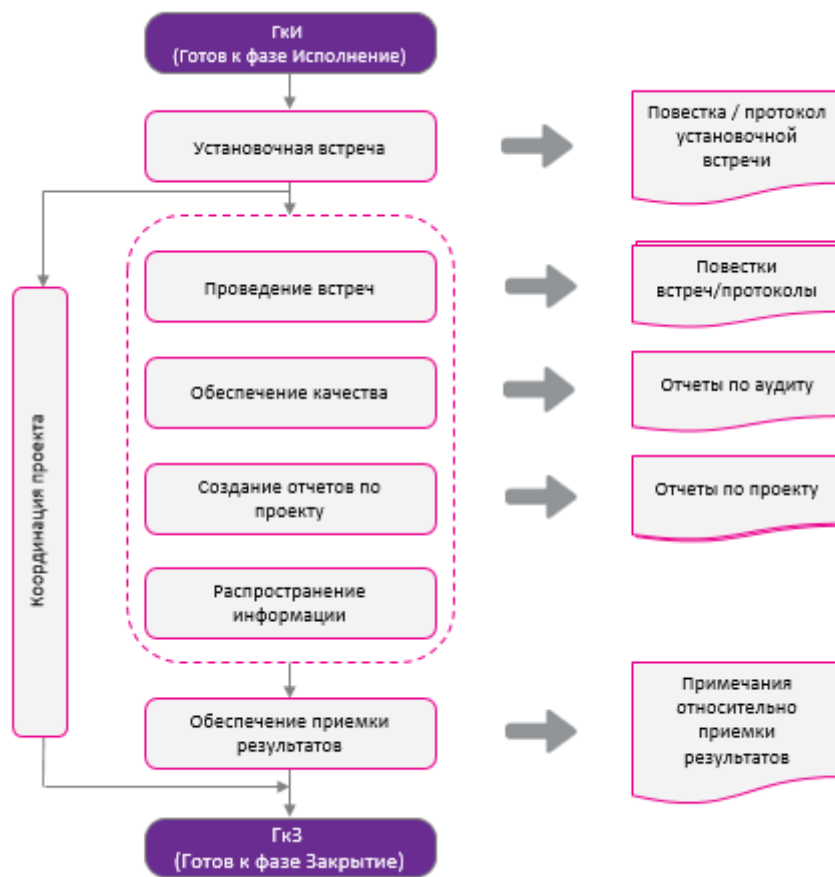 ГкИ
(Готов к фазе Исполнение)
Установочная встреча
Повестка / протокол
установочной
встречи
Проведение встреч
Повестки
встреч/протоколы
Обеспечение качества
Отчеты по аудиту
Координация проекта
Создание отчетов по
проекту
Отчеты по проекту
Распространение
информации
Обеспечение приемки
результатов
Примечания
относительно
приемки
результатов
ГкЗ
(Готов к фазе Закрытие)